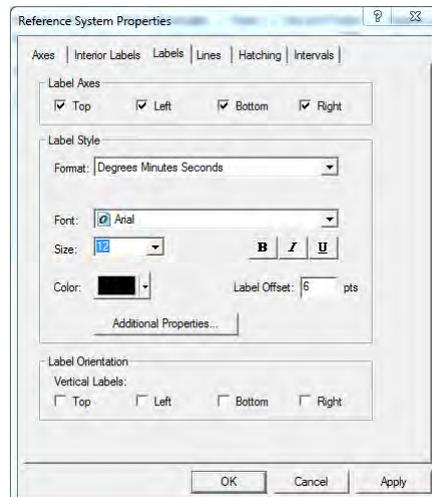 Reference System Properties
Axes Interior Labels Labels Lines Hatching Intervals
Label Axes
Top Left Bottom Right
Label Style
Format: Degrees Minutes Seconds
Font: Arial
Size: 12 B I U
Color: Label Offset: 6 pts
Additional Properties...
Label Orientation
Vertical Labels:
Top Left Bottom Right
OK Cancel Apply